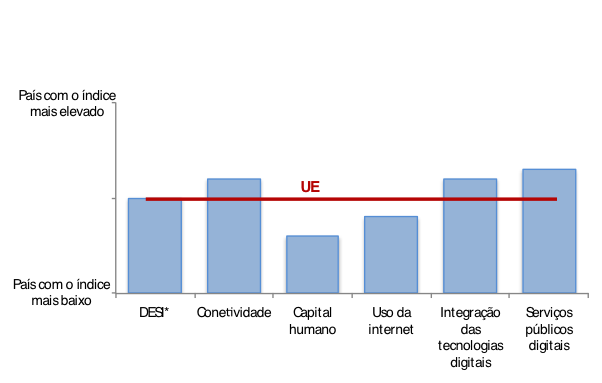 País com o índice
mais elevado
UE
País com o índice
mais baixo
DESI*
Conetividade
Capital
humano
Uso da
internet
Integração
das
tecnologias
digitais
Serviços
públicos
digitais